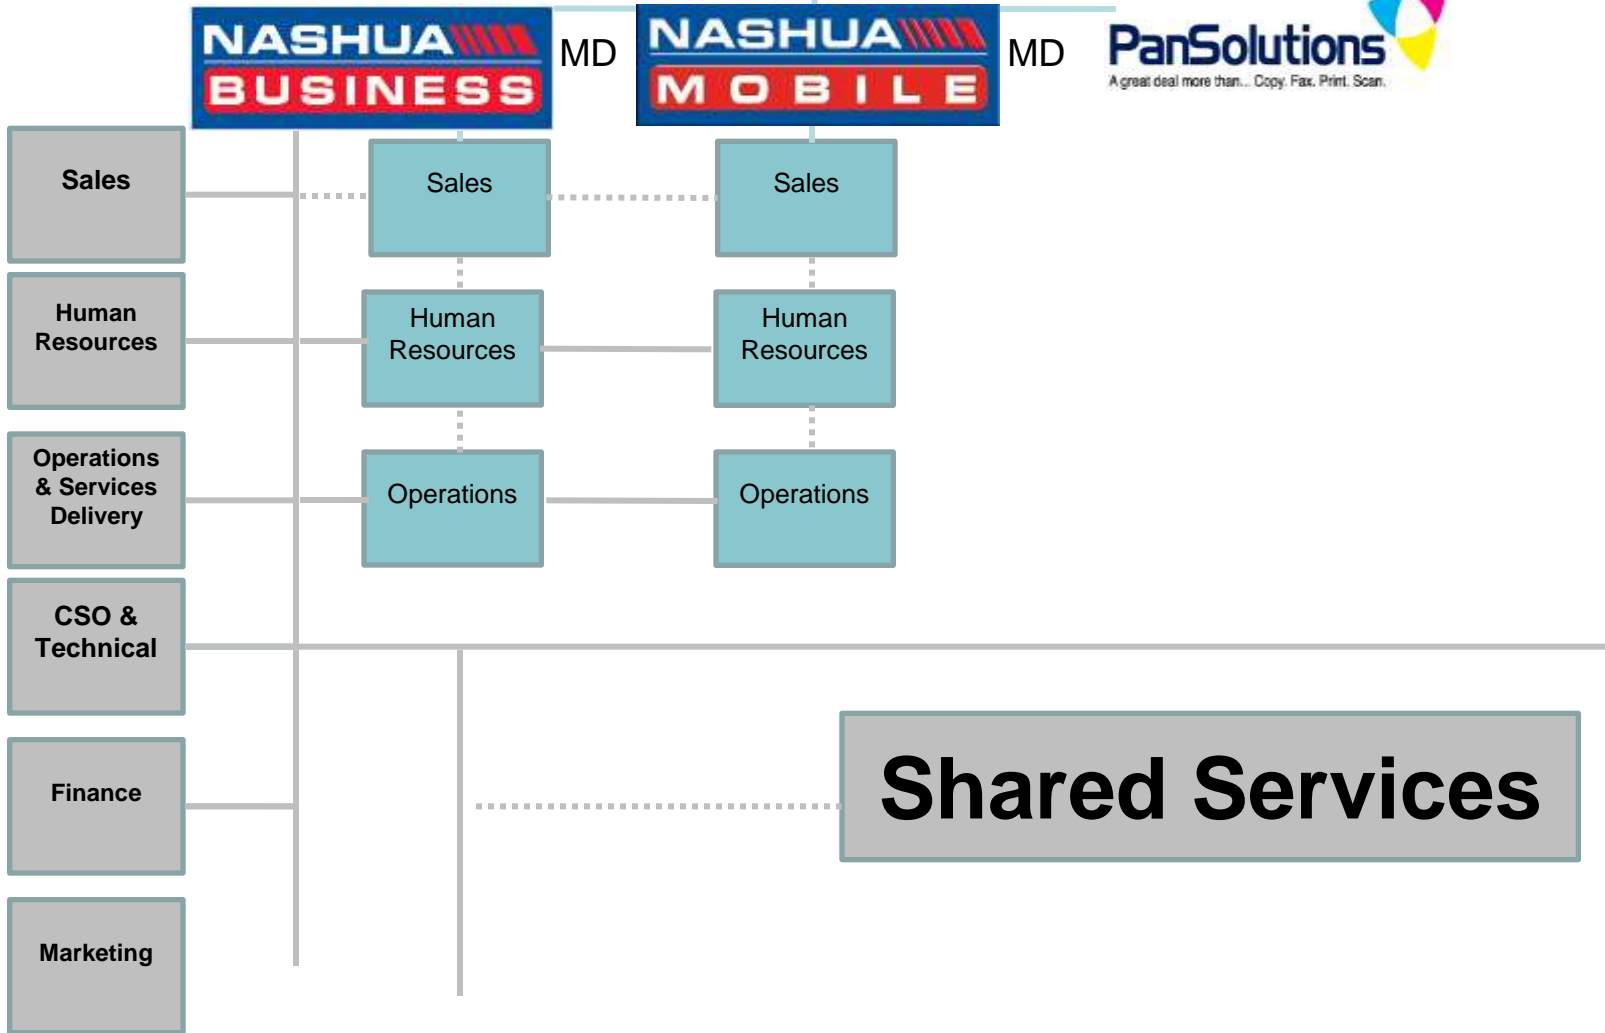 NASHUA
BUSINESS
MD
NASHUA
MOBILE
MD
PanSolutions
A great deal more than... Copy. Fax. Print. Scan.
Sales
Sales
Sales
Human
Resources
Human
Resources
Human
Resources
Operations
& Services
Delivery
Operations
Operations
CSO &
Technical
Finance
Shared Services
Marketing